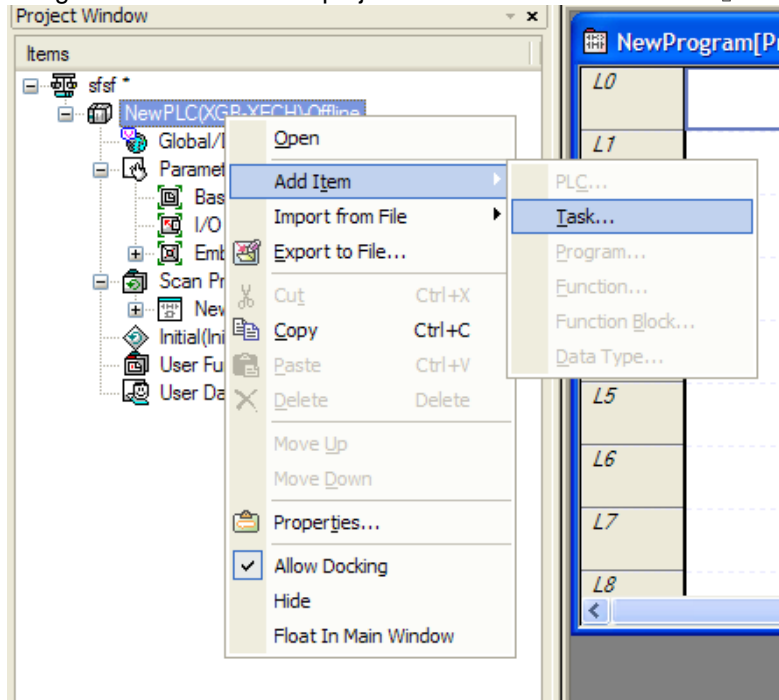 Project Window
Items
sfsf *
NewPLC(XGB-XECH)-Offline
Global/
Paramet
Bas
I/O
Emb
Scan Pr
New
Initial(Ini
User Fu
User Da
Open
Add Item
Import from File
Export to File...
Cut Ctrl+X
Copy Ctrl+C
Paste Ctrl+V
Delete Delete
Move Up
Move Down
Properties...
Allow Docking
Hide
Float In Main Window
PLC...
Task...
Program...
Function...
Function Block...
Data Type...
NewProgram[P
L0
L1
L5
L6
L7
L8